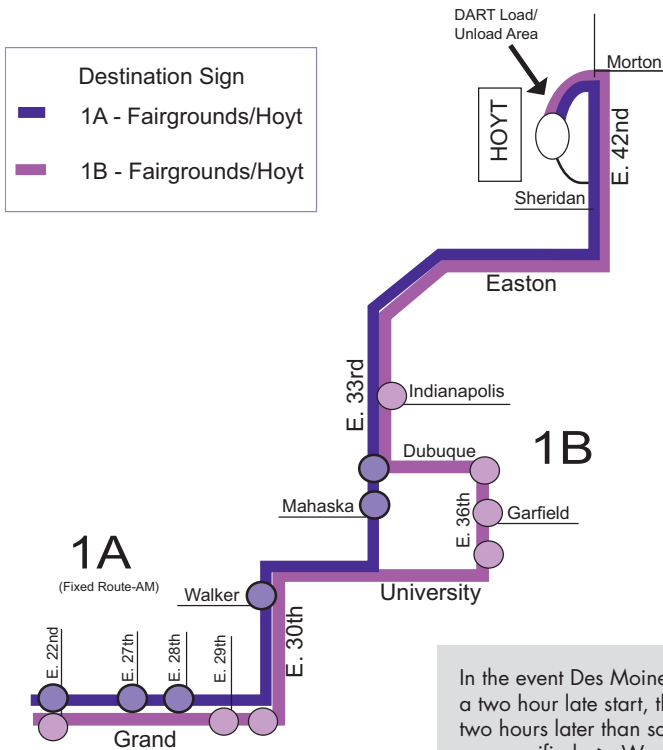 DART Load/
Unload Area
Morton
Destination Sign
1A - Fairgrounds/Hoyt
1B - Fairgrounds/Hoyt
HOYT
E. 42nd
Sheridan
Easton
E. 33rd
Indianapolis
Dubuque
1B
Mahaska
E. 36th
Garfield
1A
(Fixed Route-AM)
Walker
University
E. 22nd
E. 27th
E. 28th
E. 29th
E. 30th
Grand
In the event Des Moine
a two hour late start, th
two hours later than sc